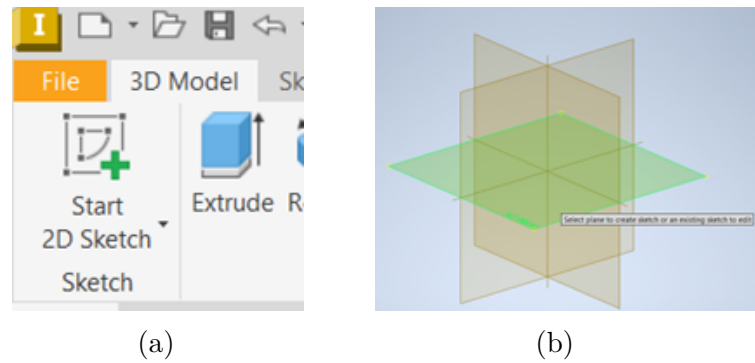 I
File 3D Model Sk
Start
2D Sketch
Extrude R
Sketch
Select plane to create sketch or an existing sketch to edit
(a) (b)